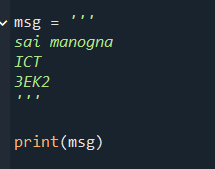 msg = '''
sai manogna
ICT
3EK2
'''
print(msg)